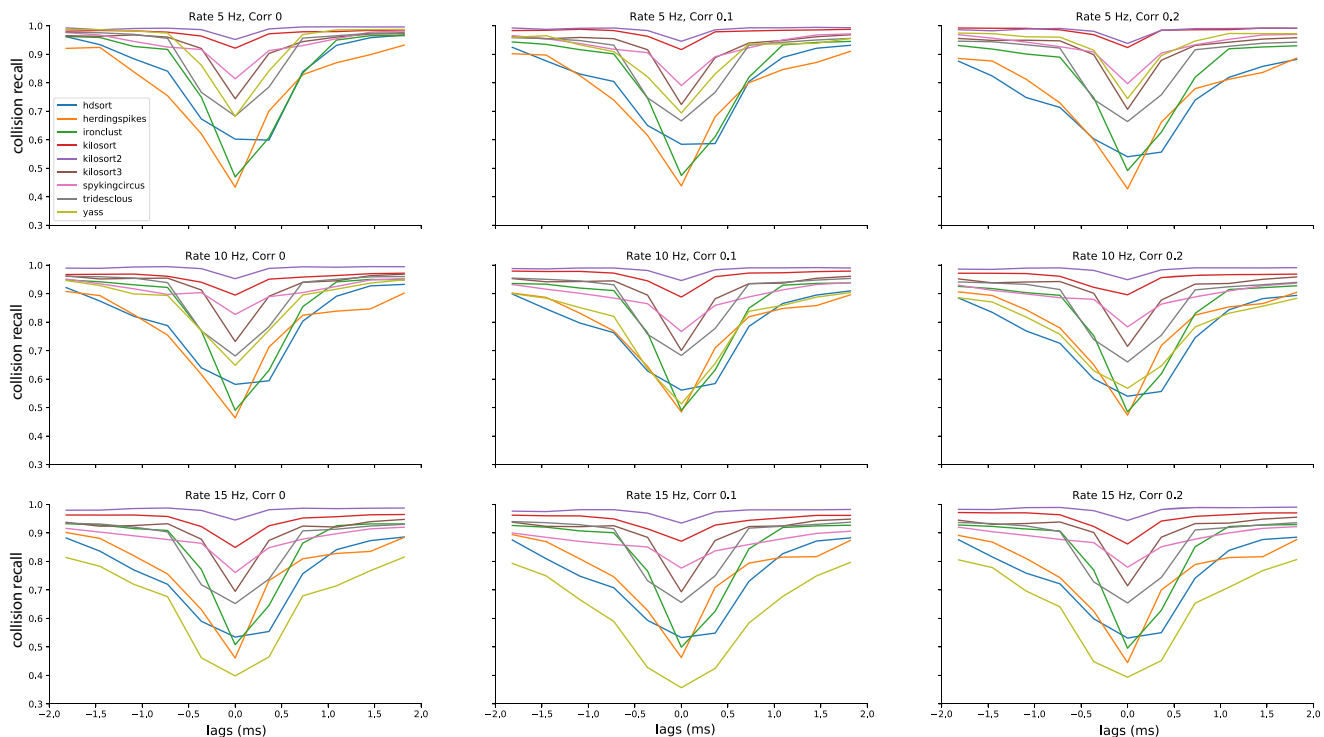 Rate 5 Hz, Corr 0
Rate 5 Hz, Corr 0.1
Rate 5 Hz, Corr 0.2
collision recall
1.0
0.9
0.8
0.7
0.6
0.5
0.4
0.3
hdsort
herdingspikes
ironclust
kilosort
kilosort2
kilosort3
spykingcircus
tridesclous
yass
Rate 10 Hz, Corr 0
Rate 10 Hz, Corr 0.1
Rate 10 Hz, Corr 0.2
collision recall
1.0
0.9
0.8
0.7
0.6
0.5
0.4
0.3
Rate 15 Hz, Corr 0
Rate 15 Hz, Corr 0.1
Rate 15 Hz, Corr 0.2
collision recall
1.0
0.9
0.8
0.7
0.6
0.5
0.4
0.3
−2,0 −1,5 −1,0 −0,5 0,0 0,5 1,0 1,5 2,0
−2,0 −1,5 −1,0 −0,5 0,0 0,5 1,0 1,5 2,0
−2,0 −1,5 −1,0 −0,5 0,0 0,5 1,0 1,5 2,0
lags (ms)
lags (ms)
lags (ms)